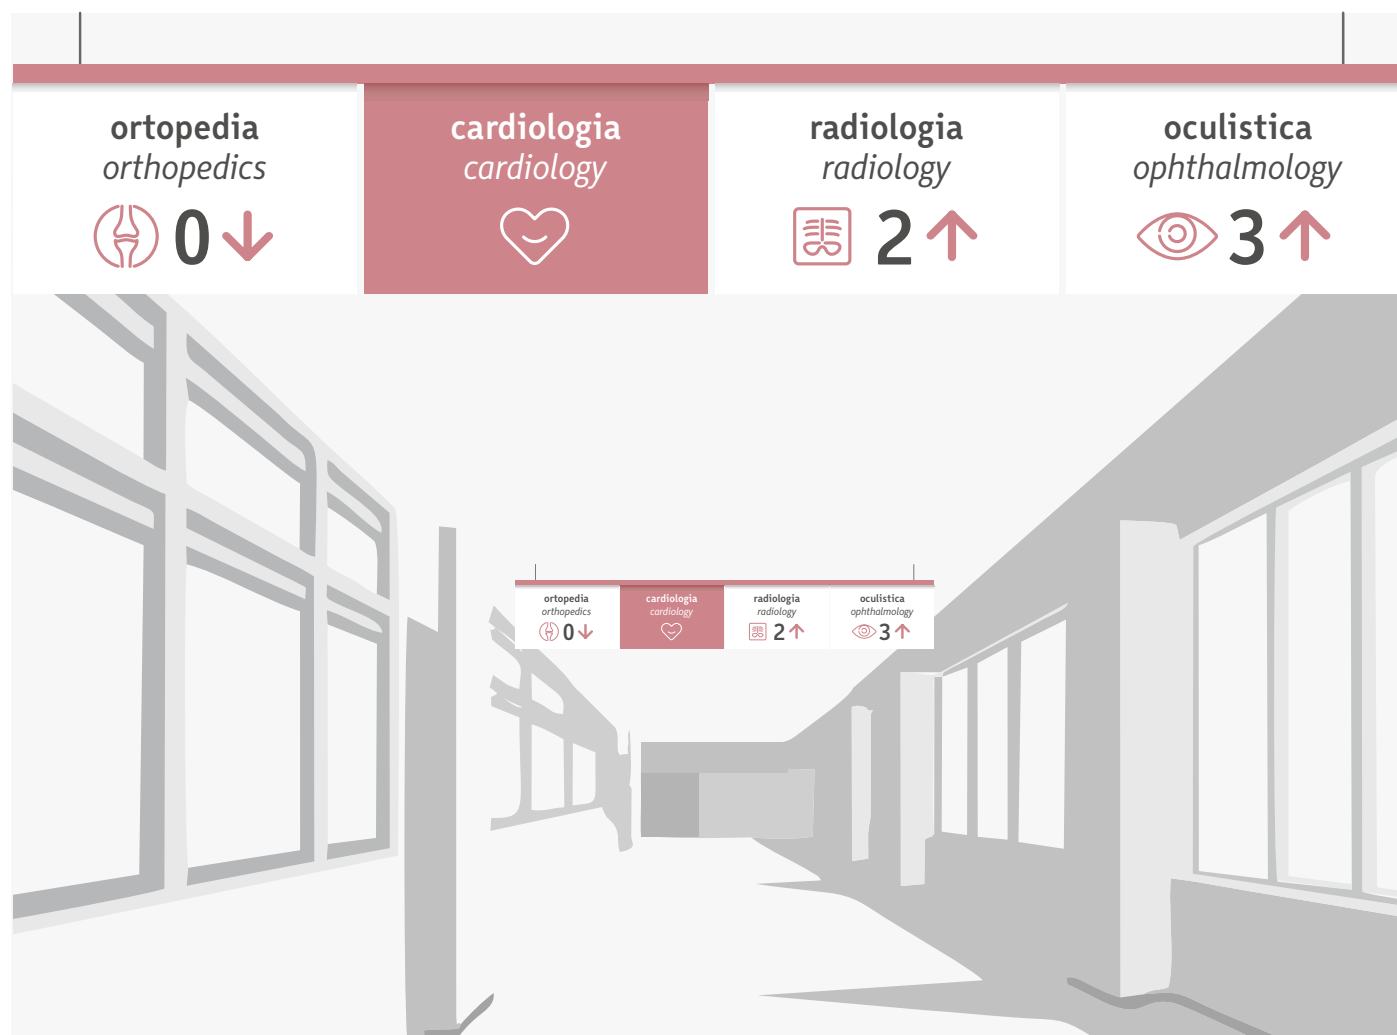 ortopedia
orthopedics
0
cardiologia
cardiology
radiologia
radiology
2
oculistica
ophthalmology
3
ortopedia
orthopedics
0
cardiologia
cardiology
radiologia
radiology
2
oculistica
ophthalmology
3